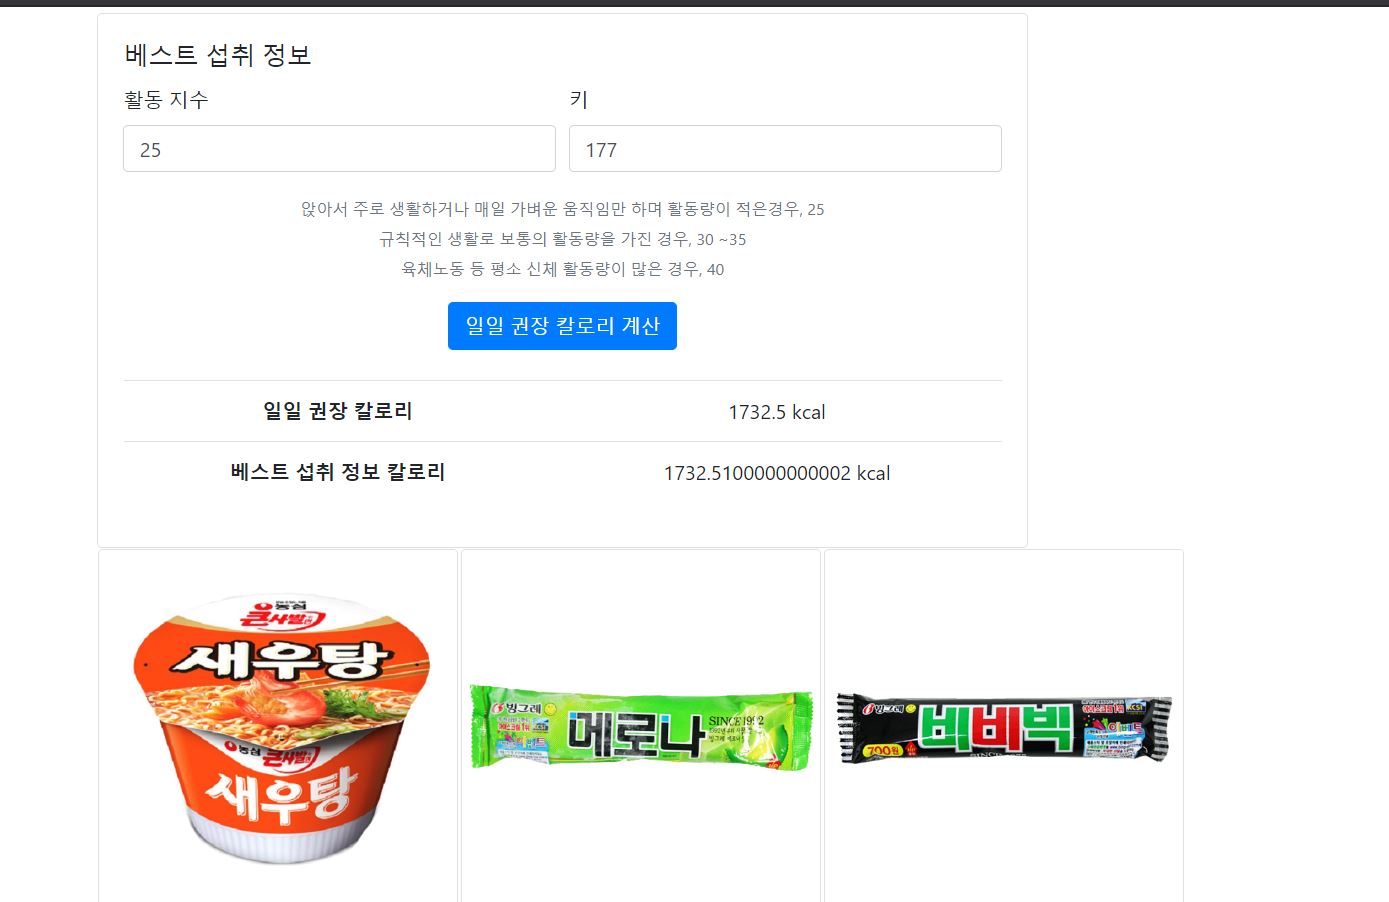 베스트 섭취 정보
활동 지수
키
25
177
앉아서 주로 생활하거나 매일 가벼운 움직임만 하며 활동량이 적은경우, 25
규칙적인 생활로 보통의 활동량을 가진 경우, 30 ~35
육체노동 등 평소 신체 활동량이 많은 경우, 40
일일 권장 칼로리 계산
일일 권장 칼로리
1732.5 kcal
베스트 섭취 정보 칼로리
1732.5100000000002 kcal
농심
큰사발면
새우탕
농심
큰사발면
새우탕
빙그레
메로나
SINCE 1992
빙그레
비비빅
700원
SINCE